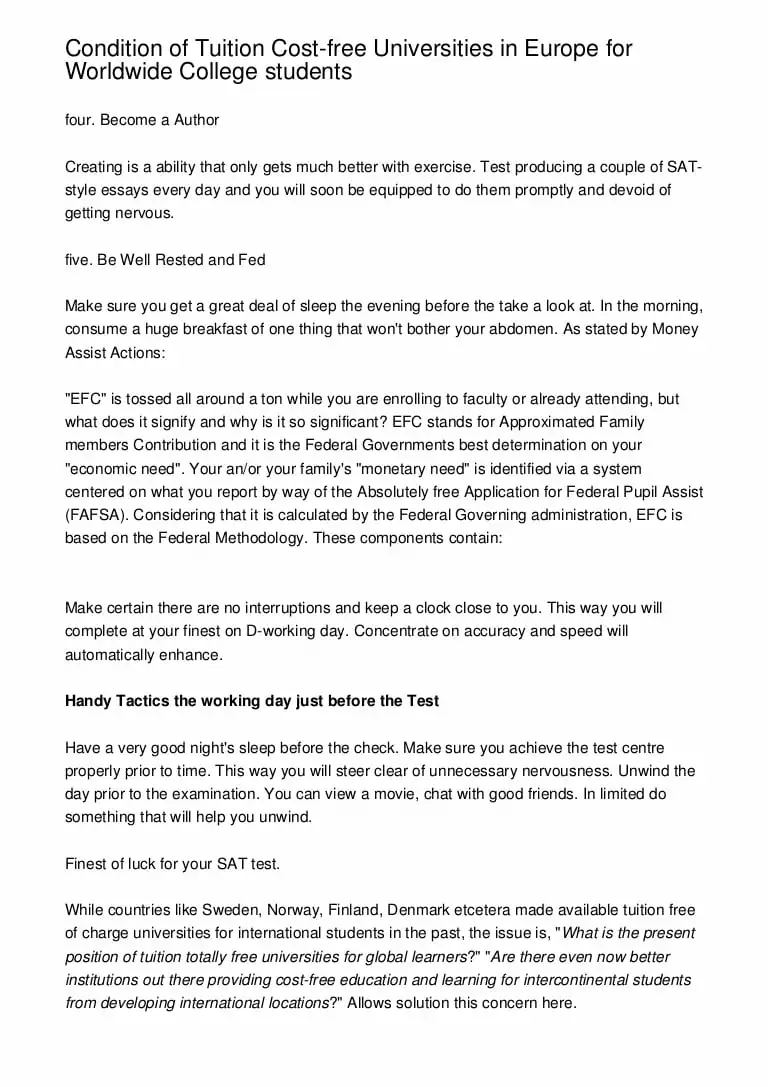 Condition of Tuition Cost-free Universities in Europe for
Worldwide College students
four. Become a Author
Creating is a ability that only gets much better with exercise. Test producing a couple of SAT-
style essays every day and you will soon be equipped to do them promptly and devoid of
getting nervous.
five. Be Well Rested and Fed
Make sure you get a great deal of sleep the evening before the take a look at. In the morning,
consume a huge breakfast of one thing that won't bother your abdomen. As stated by Money
Assist Actions:
"EFC" is tossed all around a ton while you are enrolling to faculty or already attending, but
what does it signify and why is it so significant? EFC stands for Approximated Family
members Contribution and it is the Federal Governments best determination on your
"economic need". Your an/or your family's "monetary need" is identified via a system
centered on what you report by way of the Absolutely free Application for Federal Pupil Assist
(FAFSA). Considering that it is calculated by the Federal Governing administration, EFC is
based on the Federal Methodology. These components contain:
Make certain there are no interruptions and keep a clock close to you. This way you will
complete at your finest on D-working day. Concentrate on accuracy and speed will
automatically enhance.
Handy Tactics the working day just before the Test
Have a very good night's sleep before the check. Make sure you achieve the test centre
properly prior to time. This way you will steer clear of unnecessary nervousness. Unwind the
day prior to the examination. You can view a movie, chat with good friends. In limited do
something that will help you unwind.
Finest of luck for your SAT test.
While countries like Sweden, Norway, Finland, Denmark etcetera made available tuition free
of charge universities for international students in the past, the issue is, "What is the present
position of tuition totally free universities for global learners?" "Are there even now better
institutions out there providing cost-free education and learning for intercontinental students
from developing international locations?" Allows solution this concern here.